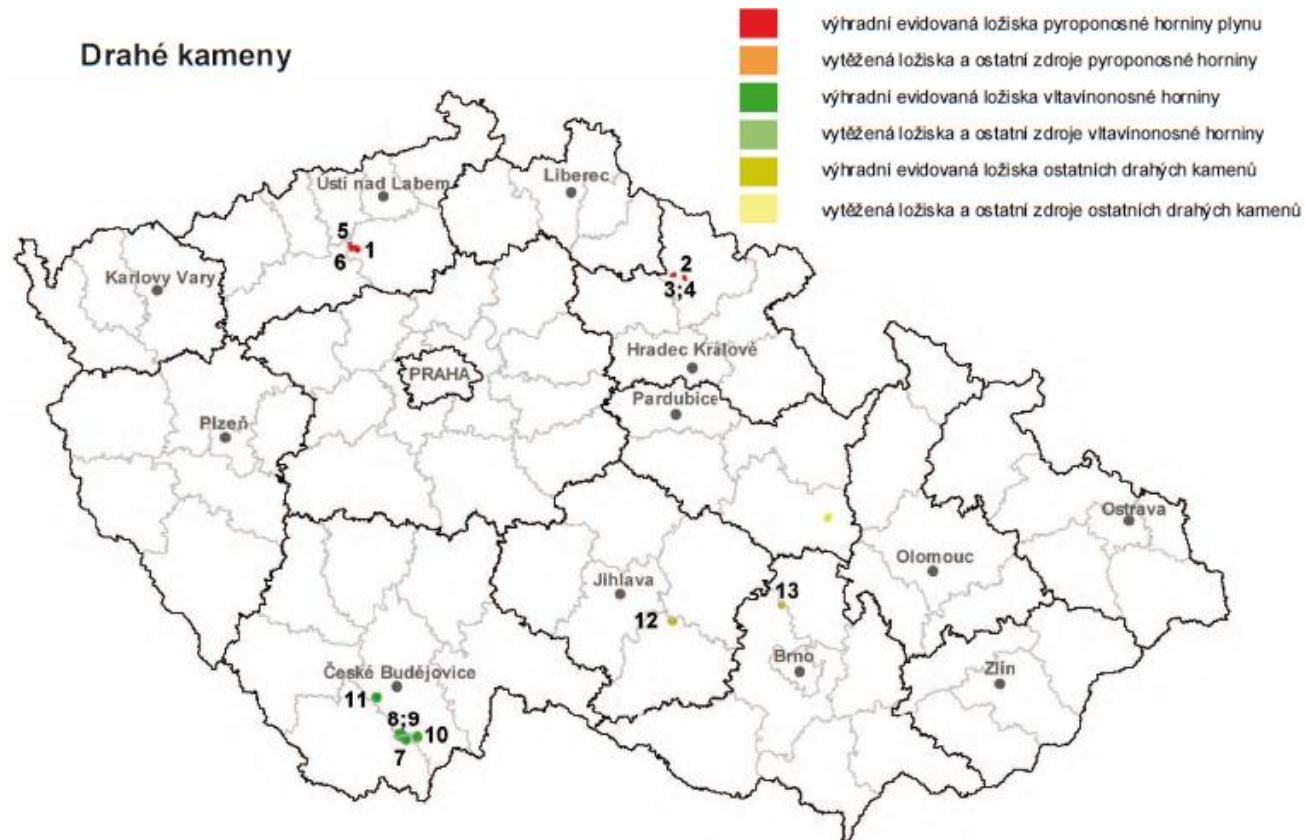 výhradní evidovaná ložiska pyroponosné horniny plynu
Drahé kameny
vytěžená ložiska a ostatní zdroje pyroponosné horniny
výhradní evidovaná ložiska vltavínonosné horniny
vytěžená ložiska a ostatní zdroje vltavínonosné horniny
výhradní evidovaná ložiska ostatních drahých kamenů
vytěžená ložiska a ostatní zdroje ostatních drahých kamenů
Ústí nad Labem
Liberec
5
1
6
Karlovy Vary
2
3;4
Hradec Králově
PRAHA
Pardubice
Plzeň
Ostrava
Olomouc
Jihlava
13
12
Brno
Zlín
České Budějovice
11
8;9
10
7